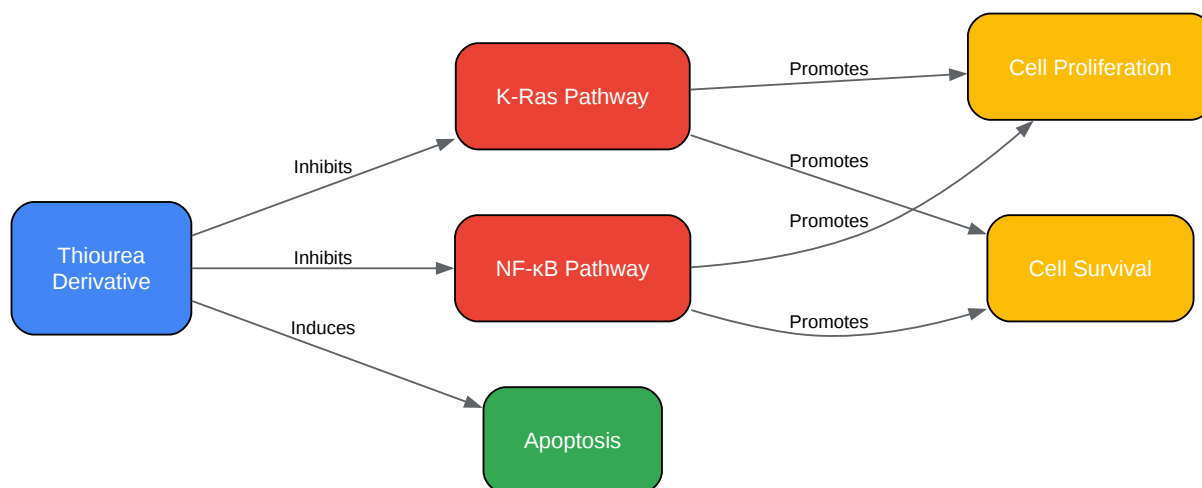 Thiourea
Derivative
Inhibits
Inhibits
Induces
K-Ras Pathway
NF-κB Pathway
Apoptosis
Promotes
Promotes
Promotes
Promotes
Cell Proliferation
Cell Survival